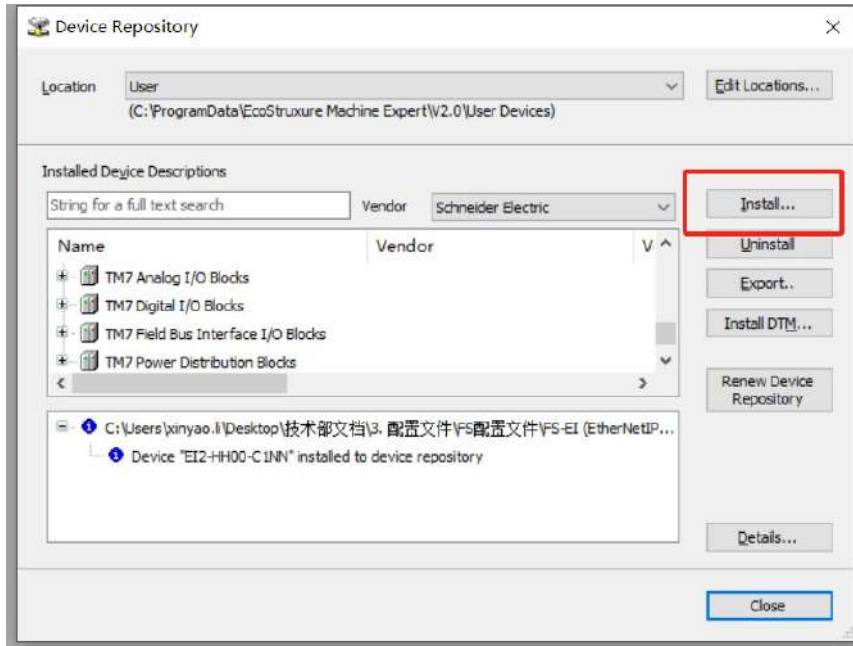 Device Repository
Location User Edit Locations...
(C:\ProgramData\EcoStruxure Machine Expert\V2.0\User Devices)
Installed Device Descriptions
String for a full text search Vendor Schneider Electric Install...
Name Vendor V Uninstall
TM7 Analog I/O Blocks
TM7 Digital I/O Blocks Export..
TM7 Field Bus Interface I/O Blocks Install DTM...
TM7 Power Distribution Blocks
Renew Device
Repository
C:\Users\xinyao.li\Desktop\技术部文档\3. 配置文件\FS配置文件\FS-EI (EtherNetIP...
Device "EI2-HH00-C1NN" installed to device repository
Details...
Close